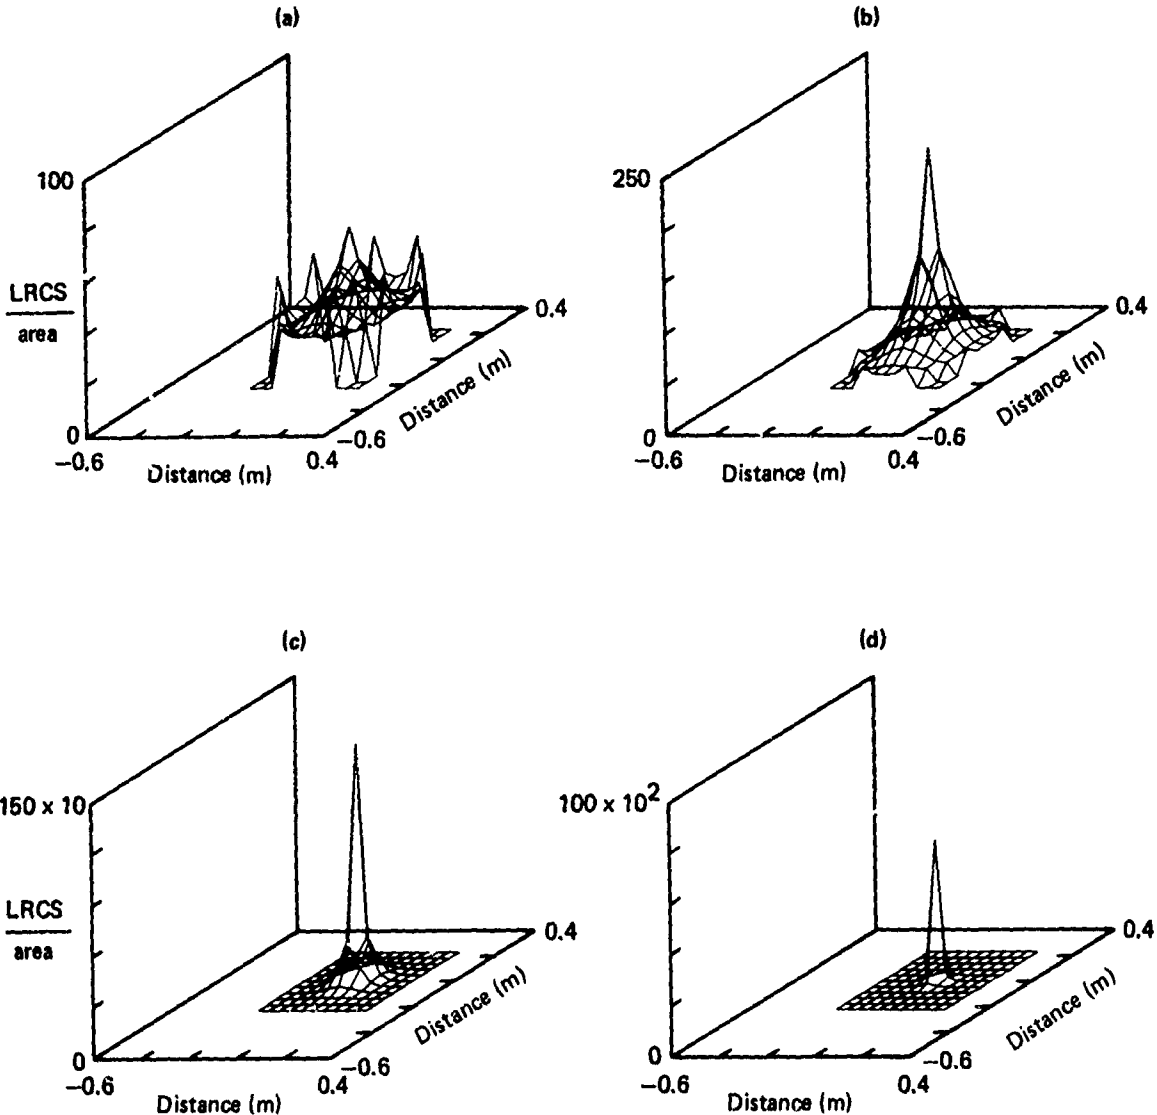 (a)
(b)
100
250
LRCS
area
0
-0.6
Distance (m)
0.4
-0.6
Distance (m)
0.4
0
-0.6
Distance (m)
0.4
-0.6
Distance (m)
0.4
(c)
(d)
150 x 10
100 x 10²
LRCS
area
0
-0.6
Distance (m)
0.4
-0.6
Distance (m)
0.4
0
-0.6
Distance (m)
0.4
-0.6
Distance (m)
0.4